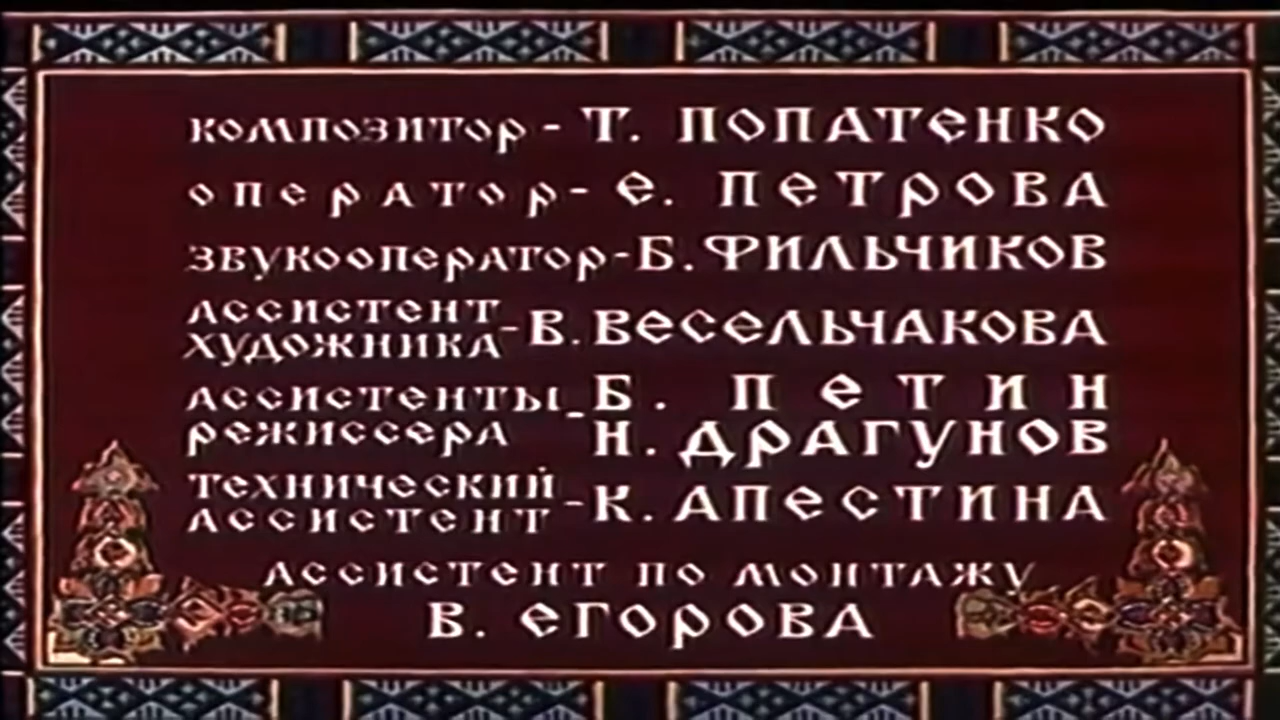 композитор - Т. ПОПАТЕНКО
оператор - Е. ПЕТРОВА
звукооператор - Б. ФИЛЬЧИКОВ
ассистент
художника - В. ВЕСЕЛЬЧАКОВА
ассистенты - Б. ПЕТИН
режиссера Н. ДРАГУНОВ
технический
ассистент - К. АПЕСТИНА
ассистент по монтажу
В. ЕГОРОВА